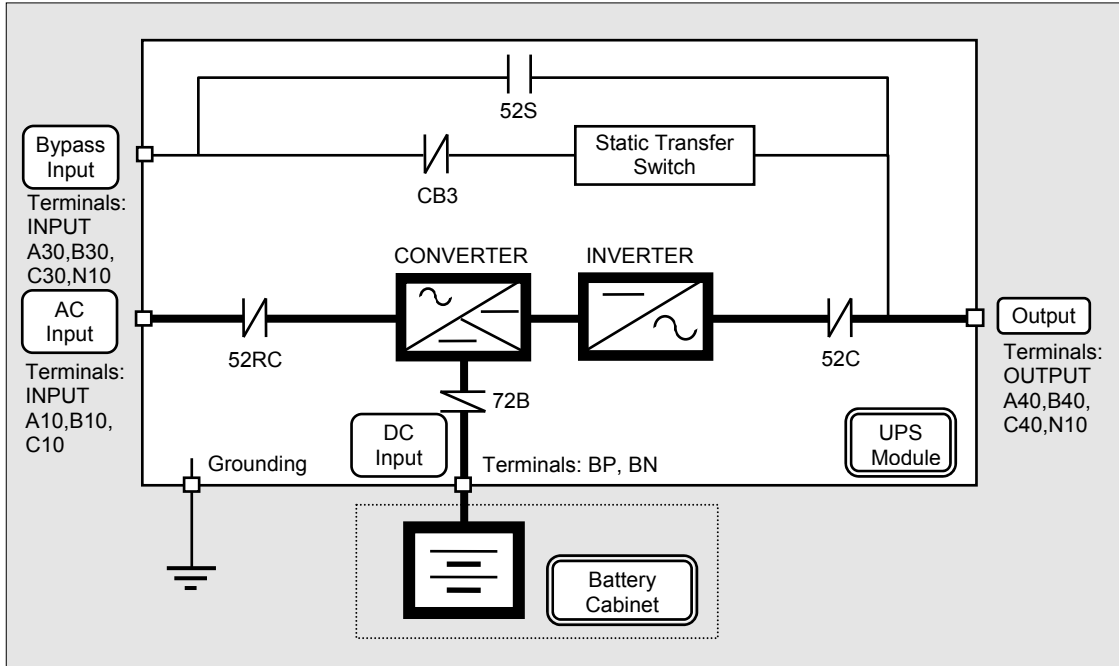 52S
Bypass
Input
Static Transfer
Switch
CB3
Terminals:
INPUT
A30,B30,
C30,N10
CONVERTER
INVERTER
AC
Input
52RC
52C
Output
Terminals:
INPUT
A10,B10,
C10
72B
Terminals:
OUTPUT
A40,B40,
C40,N10
DC
Input
UPS
Module
Grounding
Terminals: BP, BN
Battery
Cabinet